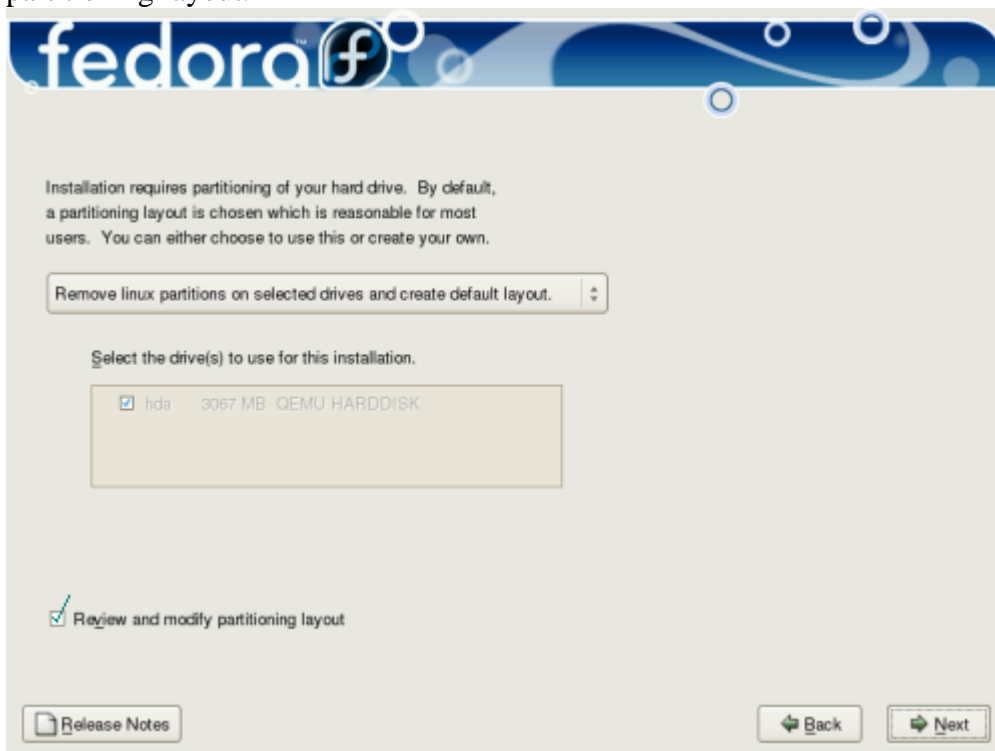 fedora
Installation requires partitioning of your hard drive. By default,
a partitioning layout is chosen which is reasonable for most
users. You can either choose to use this or create your own.
Remove linux partitions on selected drives and create default layout.
Select the drive(s) to use for this installation.
hda 3067 MB QEMU HARDDISK
Review and modify partitioning layout
Release Notes
Back
Next